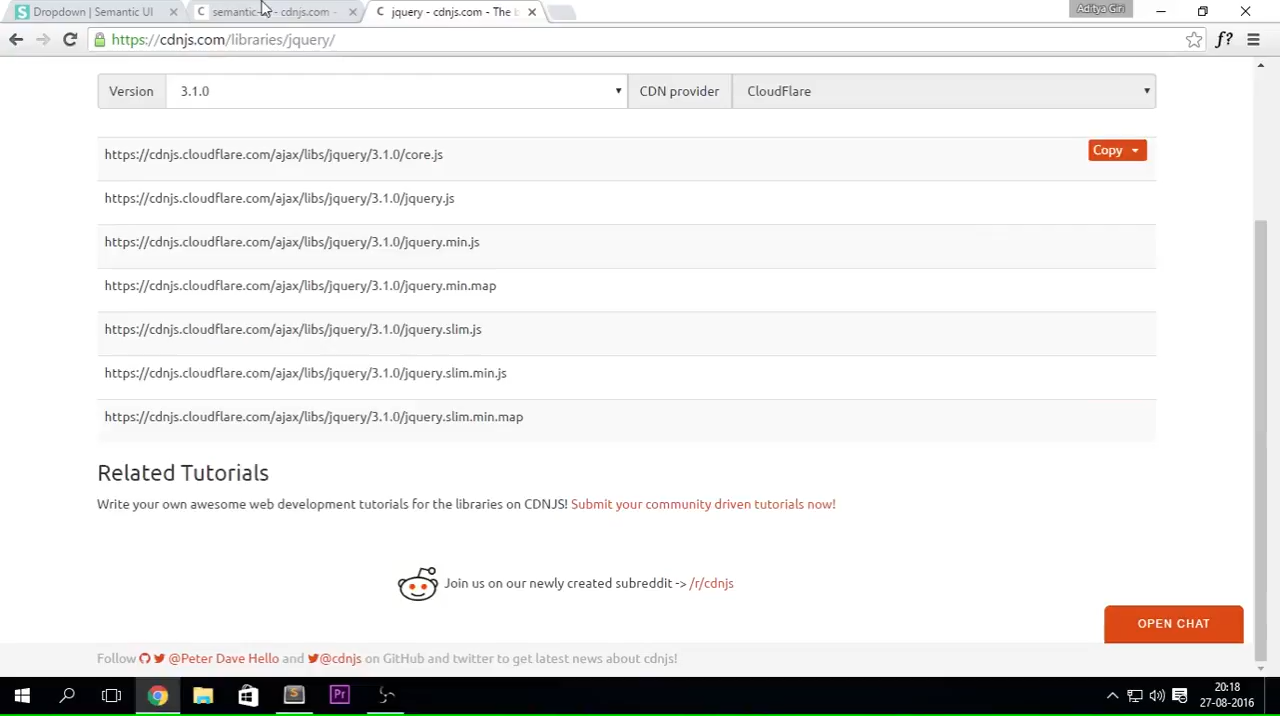 Dropdown | Semantic UI
semantic- - cdnjs.com -
jquery - cdnjs.com - The b
Aditya Giri
https://cdnjs.com/libraries/jquery/
f?
Version 3.1.0 CDN provider CloudFlare
https://cdnjs.cloudflare.com/ajax/libs/jquery/3.1.0/core.js
Copy
https://cdnjs.cloudflare.com/ajax/libs/jquery/3.1.0/jquery.js
https://cdnjs.cloudflare.com/ajax/libs/jquery/3.1.0/jquery.min.js
https://cdnjs.cloudflare.com/ajax/libs/jquery/3.1.0/jquery.min.map
https://cdnjs.cloudflare.com/ajax/libs/jquery/3.1.0/jquery.slim.js
https://cdnjs.cloudflare.com/ajax/libs/jquery/3.1.0/jquery.slim.min.js
https://cdnjs.cloudflare.com/ajax/libs/jquery/3.1.0/jquery.slim.min.map
Related Tutorials
Write your own awesome web development tutorials for the libraries on CDNJS! Submit your community driven tutorials now!
Join us on our newly created subreddit -> /r/cdnjs
OPEN CHAT
Follow @Peter Dave Hello and @cdnjs on GitHub and twitter to get latest news about cdnjs!
Pr
20:18
27-08-2016